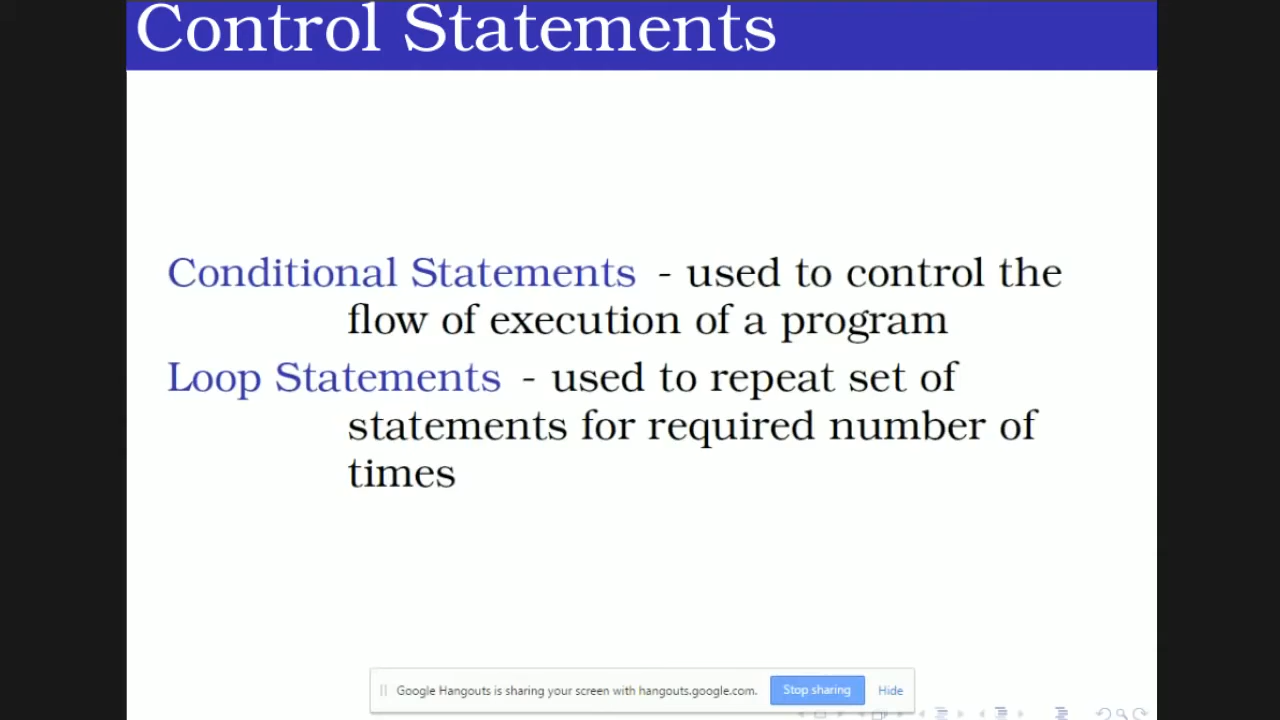 Control Statements
Conditional Statements - used to control the
flow of execution of a program
Loop Statements - used to repeat set of
statements for required number of
times
Google Hangouts is sharing your screen with hangouts.google.com. Stop sharing Hide